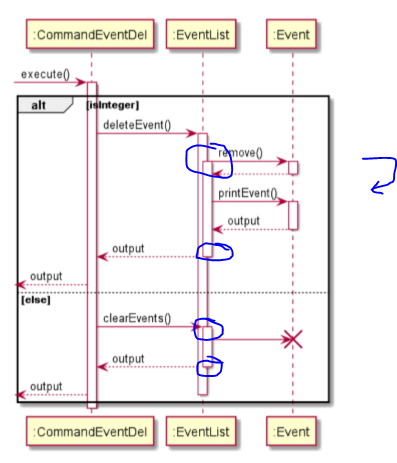 :CommandEventDel :EventList :Event
execute()
alt [isInteger]
deleteEvent()
remove()
printEvent()
output
output
output
[else]
clearEvents()
output
output
:CommandEventDel :EventList :Event